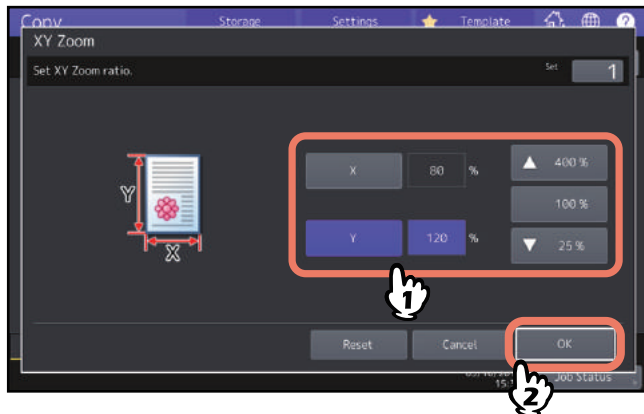 Copy Storage Settings Template ?
XY Zoom
Set XY Zoom ratio.
Set 1
X 80 % 400 %
100 %
Y 120 % 25 %
Y
X
1
Reset Cancel OK
15:
Job Status
2